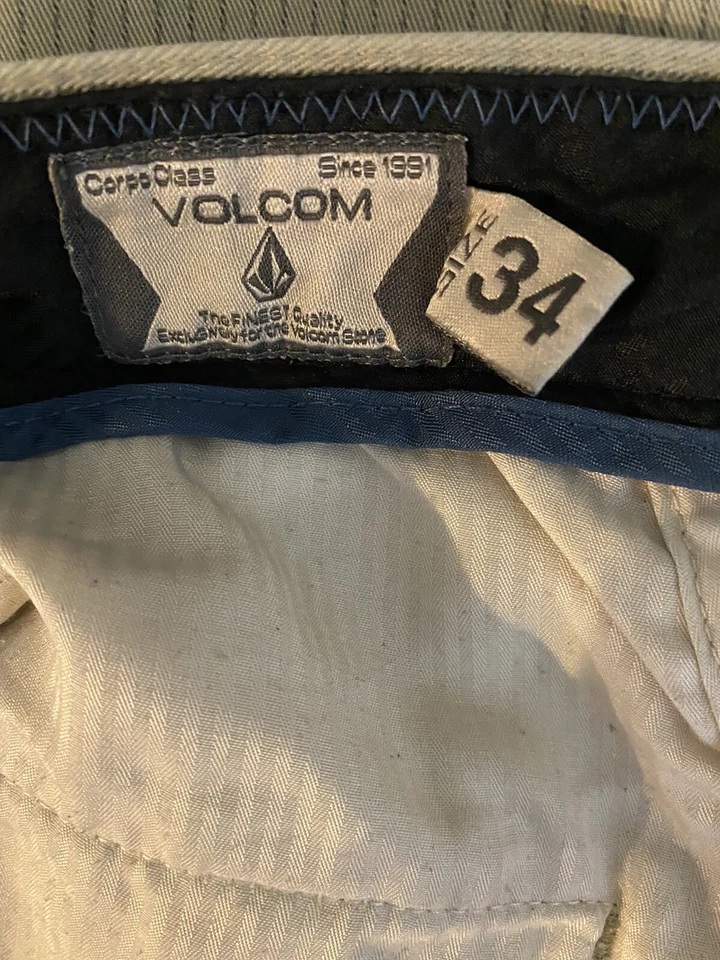 Corpo Class Since 1991
VOLCOM
The FINEST Quality
Exclusively for the Volcom Stone
SIZE
34